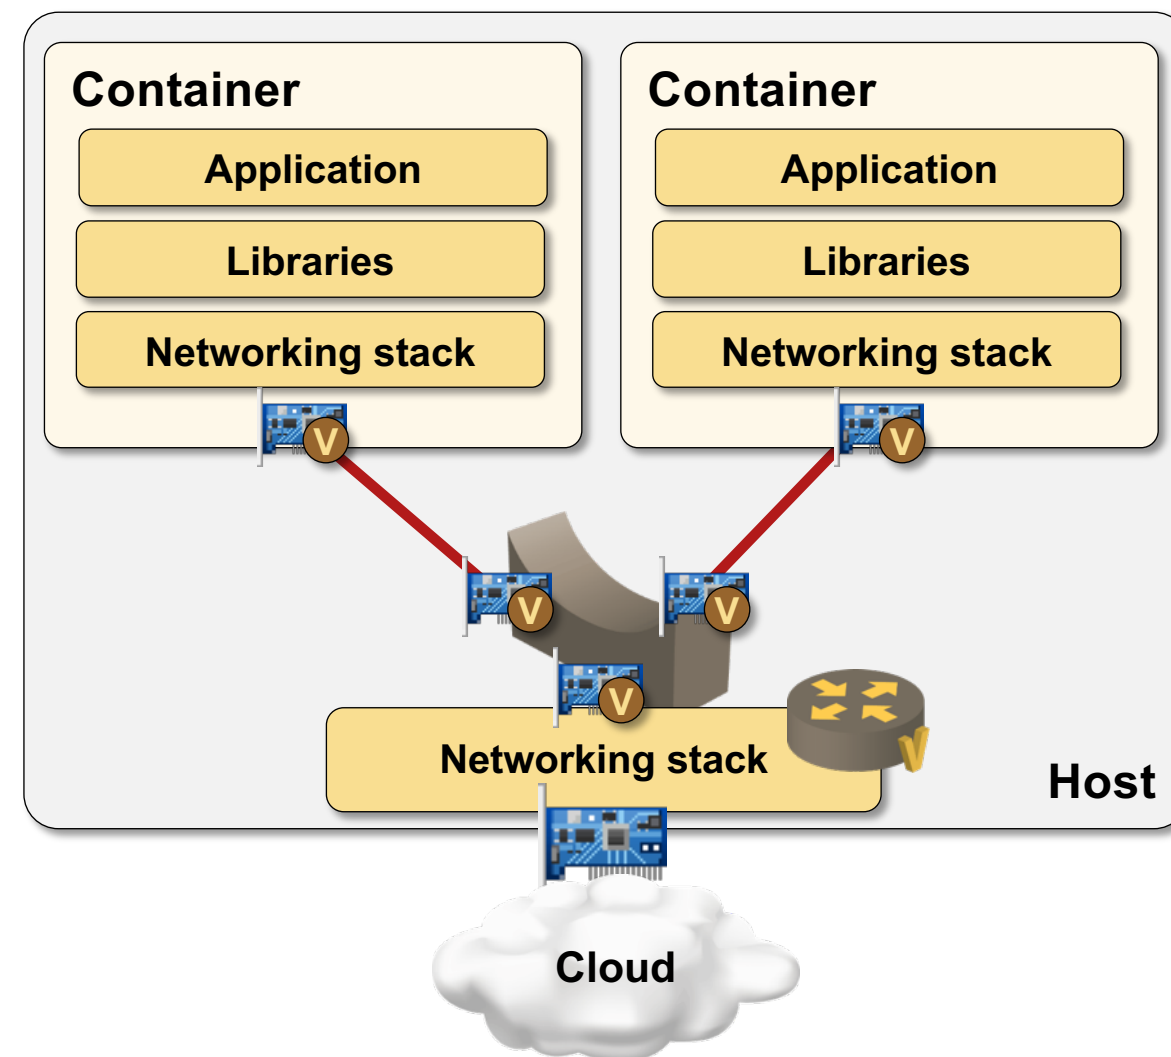 Container
Application
Libraries
Networking stack
V
Container
Application
Libraries
Networking stack
V
V
V
V
Networking stack
V
Host
Cloud